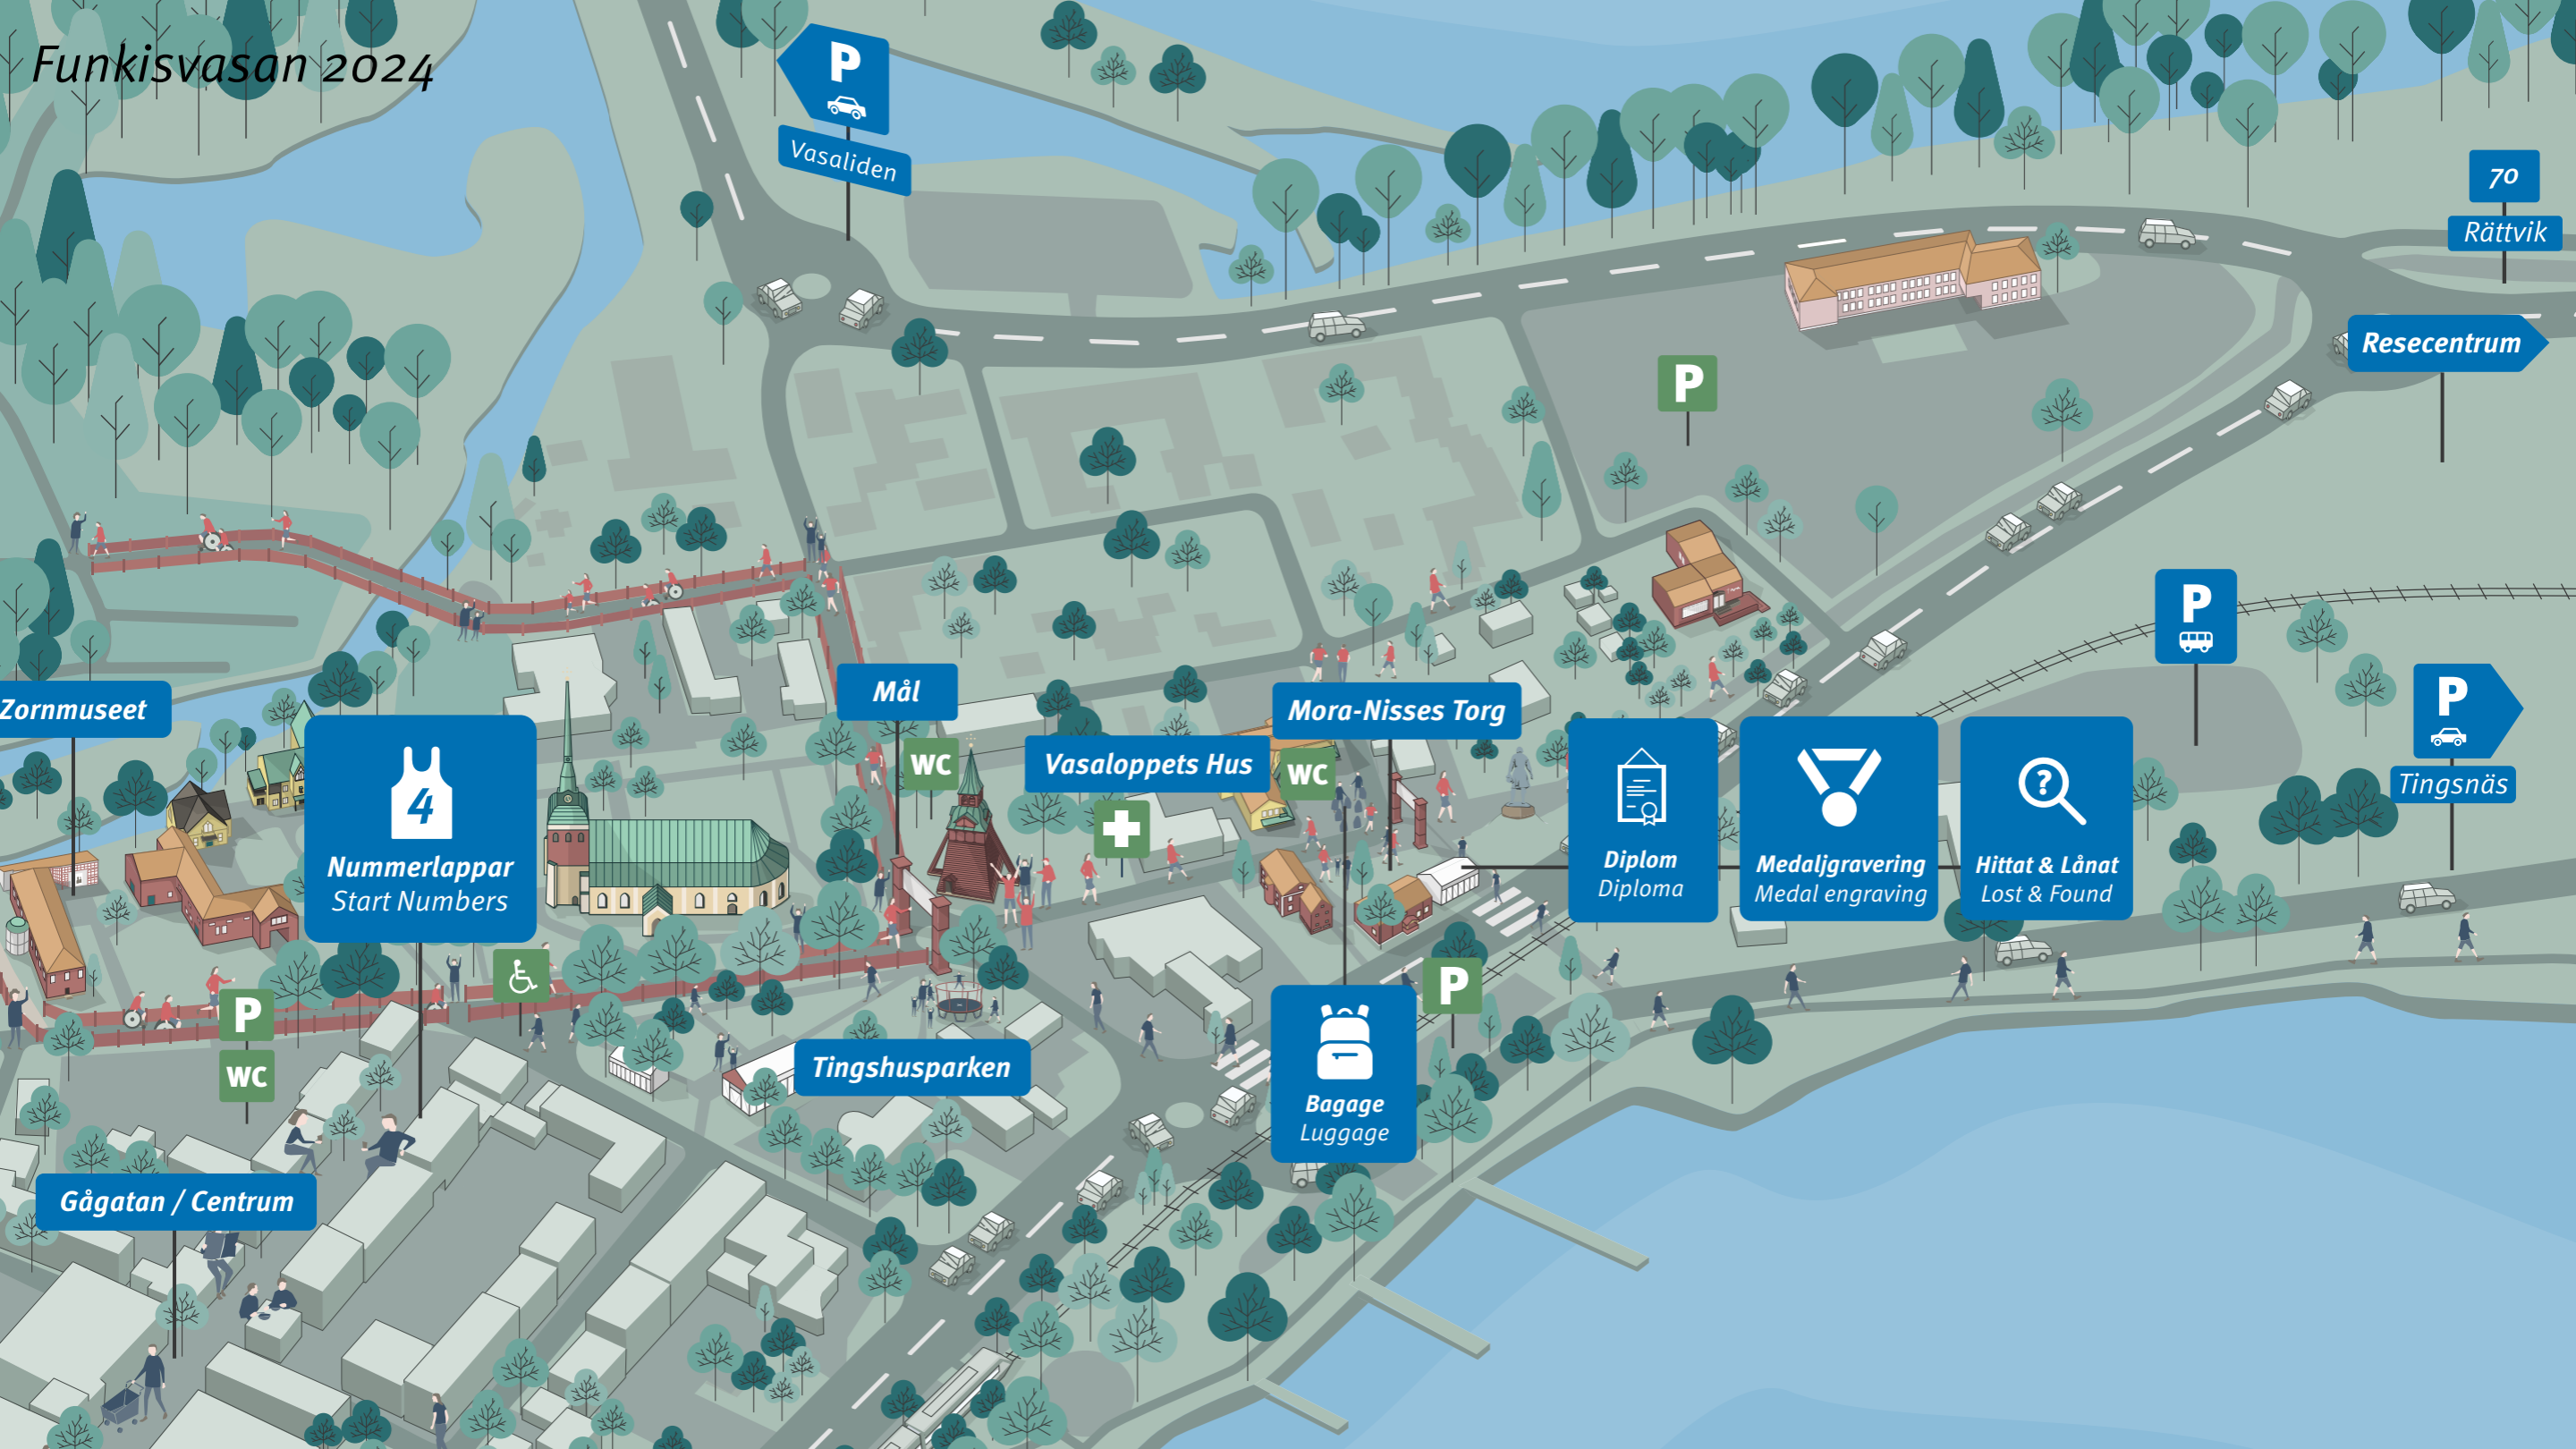 Funkisvasan 2024
P
Vasaliden
70
Rättvik
Resecentrum
P
P
P
Tingsnäs
Zornmuseet
Mål
WC
Mora-Nisses Torg
Vasaloppets Hus
WC
4
Nummerlappar
Start Numbers
Diplom
Diploma
Medaljgravering
Medal engraving
?
Hittat & Lånat
Lost & Found
P
WC
P
Tingshusparken
Bagage
Luggage
Gågatan / Centrum